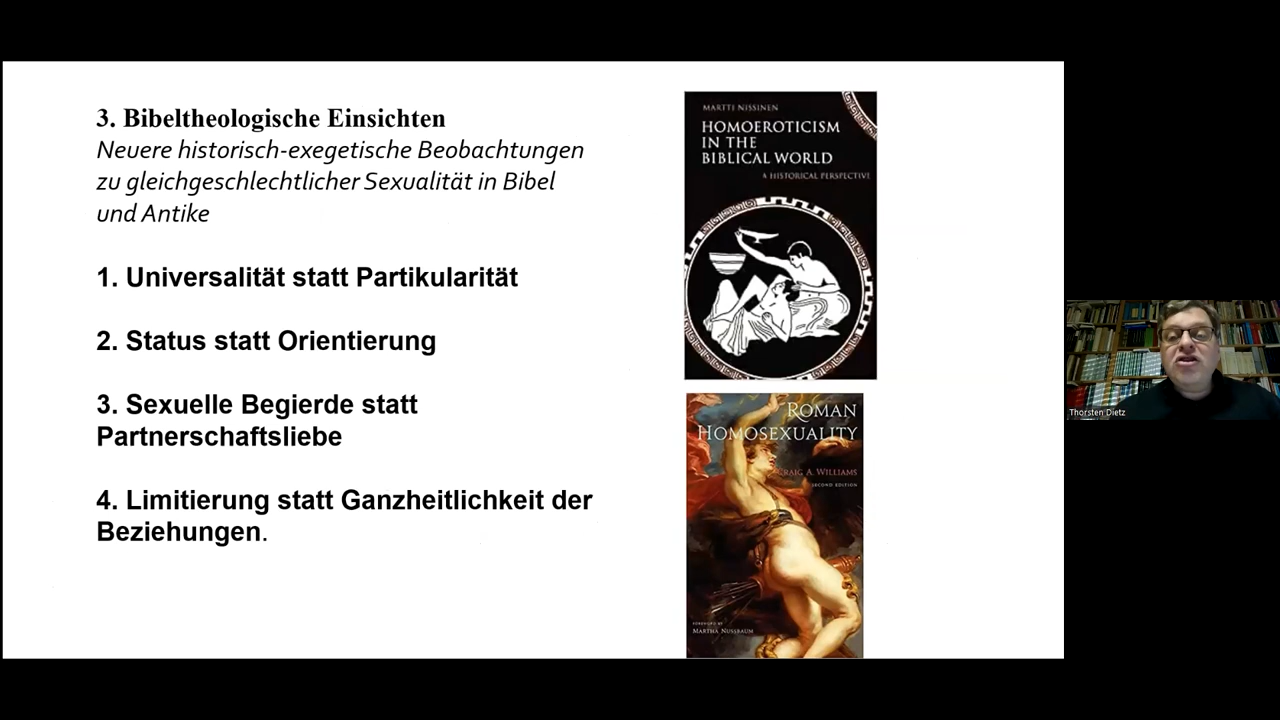 3. Bibeltheologische Einsichten
Neuere historisch-exegetische Beobachtungen
zu gleichgeschlechtlicher Sexualität in Bibel
und Antike
1. Universalität statt Partikularität
2. Status statt Orientierung
3. Sexuelle Begierde statt
Partnerschaftsliebe
4. Limitierung statt Ganzheitlichkeit der
Beziehungen.
MARTTI NISSINEN
HOMOEROTICISM
IN THE
BIBLICAL WORLD
A HISTORICAL PERSPECTIVE
ROMAN
HOMOSEXUALITY
CRAIG A. WILLIAMS
SECOND EDITION
FOREWORD BY
MARTHA NUSSBAUM
Thorsten Dietz